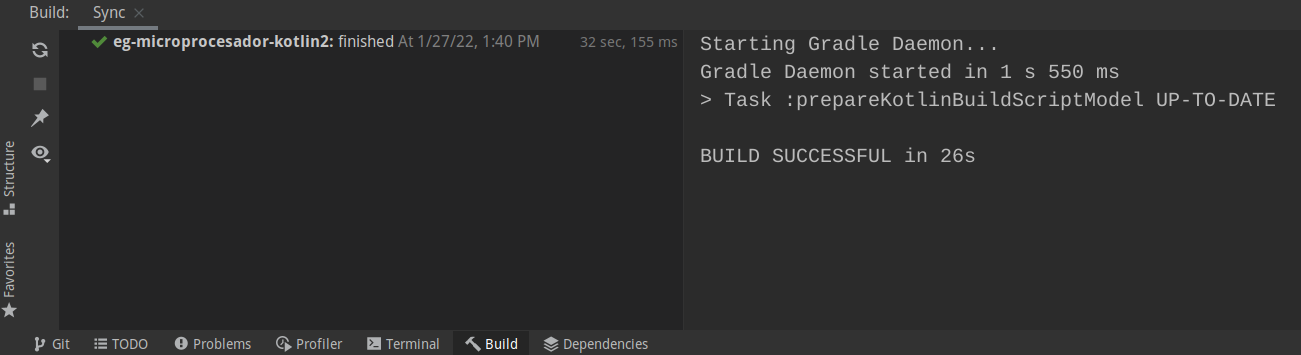 Build: Sync
eg-microprocesador-kotlin2: finished At 1/27/22, 1:40 PM 32 sec, 155 ms
Starting Gradle Daemon...
Gradle Daemon started in 1 s 550 ms
> Task :prepareKotlinBuildScriptModel UP-TO-DATE
BUILD SUCCESSFUL in 26s
Structure
Favorites
Git TODO Problems Profiler Terminal Build Dependencies